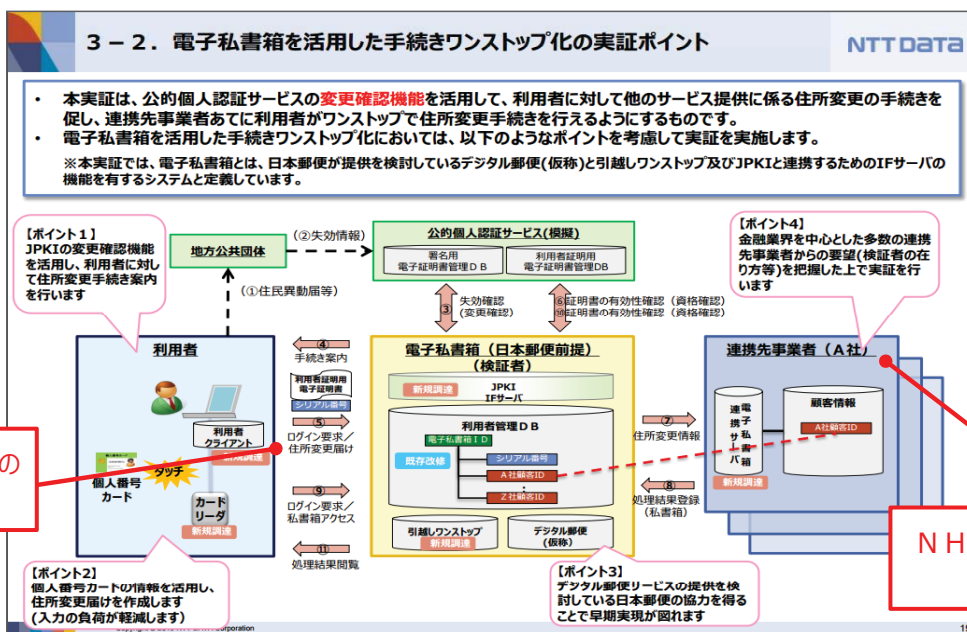 3－2．電子私書箱を活用した手続きワンストップ化の実証ポイント
NTT DATA
・ 本実証は、公的個人認証サービスの変更確認機能を活用して、利用者に対して他のサービス提供に係る住所変更の手続きを
促し、連携先事業者あてに利用者がワンストップで住所変更手続きを行えるようにするものです。
・ 電子私書箱を活用した手続きワンストップ化においては、以下のようなポイントを考慮して実証を実施します。
※本実証では、電子私書箱とは、日本郵便が提供を検討しているデジタル郵便(仮称)と引越しワンストップ及びJPKIと連携するためのIFサーバの
機能を有するシステムと定義しています。
【ポイント1】
JPKIの変更確認機能
を活用し、利用者に対し
て住所変更手続き案内
を行います
地方公共団体
(②失効情報)
(①住民異動届等)
公的個人認証サービス(模擬)
署名用
電子証明書管理ＤＢ
利用者証明用
電子証明書管理DB
【ポイント4】
金融業界を中心とした多数の連携
先事業者からの要望(検証者の在
り方等)を把握した上で実証を行
います
③
失効確認
(変更確認)
⑥証明書の有効性確認（資格確認）
⑩証明書の有効性確認（資格確認）
利用者
利用者
クライアント
新規調達
個人番号
カード
タッチ
カード
リーダ
新規調達
④
手続き案内
利用者証明用
電子証明書
シリアル番号
⑤
ログイン要求／
住所変更届け
⑨
ログイン要求／
私書箱アクセス
⑪
処理結果閲覧
電子私書箱（日本郵便前提）
（検証者）
新規調達
JPKI
IFサーバ
利用者管理ＤＢ
電子私書箱ＩＤ
既存改修
シリアル番号
Ａ社顧客ID
：
Ｚ社顧客ID
引越しワンストップ
新規調達
デジタル郵便
(仮称)
⑦
住所変更情報
⑧
処理結果登録
（私書箱）
連携先事業者（Ａ社）
電子私書箱
連携サーバ
新規調達
顧客情報
A社顧客ID
の
ＮＨ
【ポイント2】
個人番号カードの情報を活用し、
住所変更届けを作成します
(入力の負荷が軽減します）
【ポイント3】
デジタル郵便サービスの提供を検
討している日本郵便の協力を得る
ことで早期実現が図れます